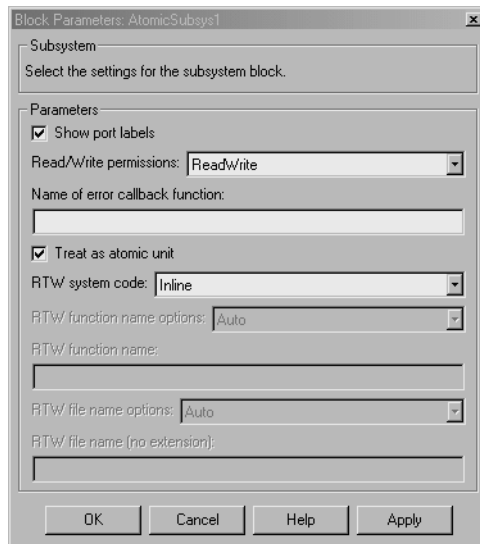 Block Parameters: AtomicSubsys1
Subsystem
Select the settings for the subsystem block.
Parameters
Show port labels
Read/Write permissions: ReadWrite
Name of error callback function:
Treat as atomic unit
RTW system code: Inline
RTW function name options: Auto
RTW function name:
RTW file name options: Auto
RTW file name (no extension):
OK Cancel Help Apply